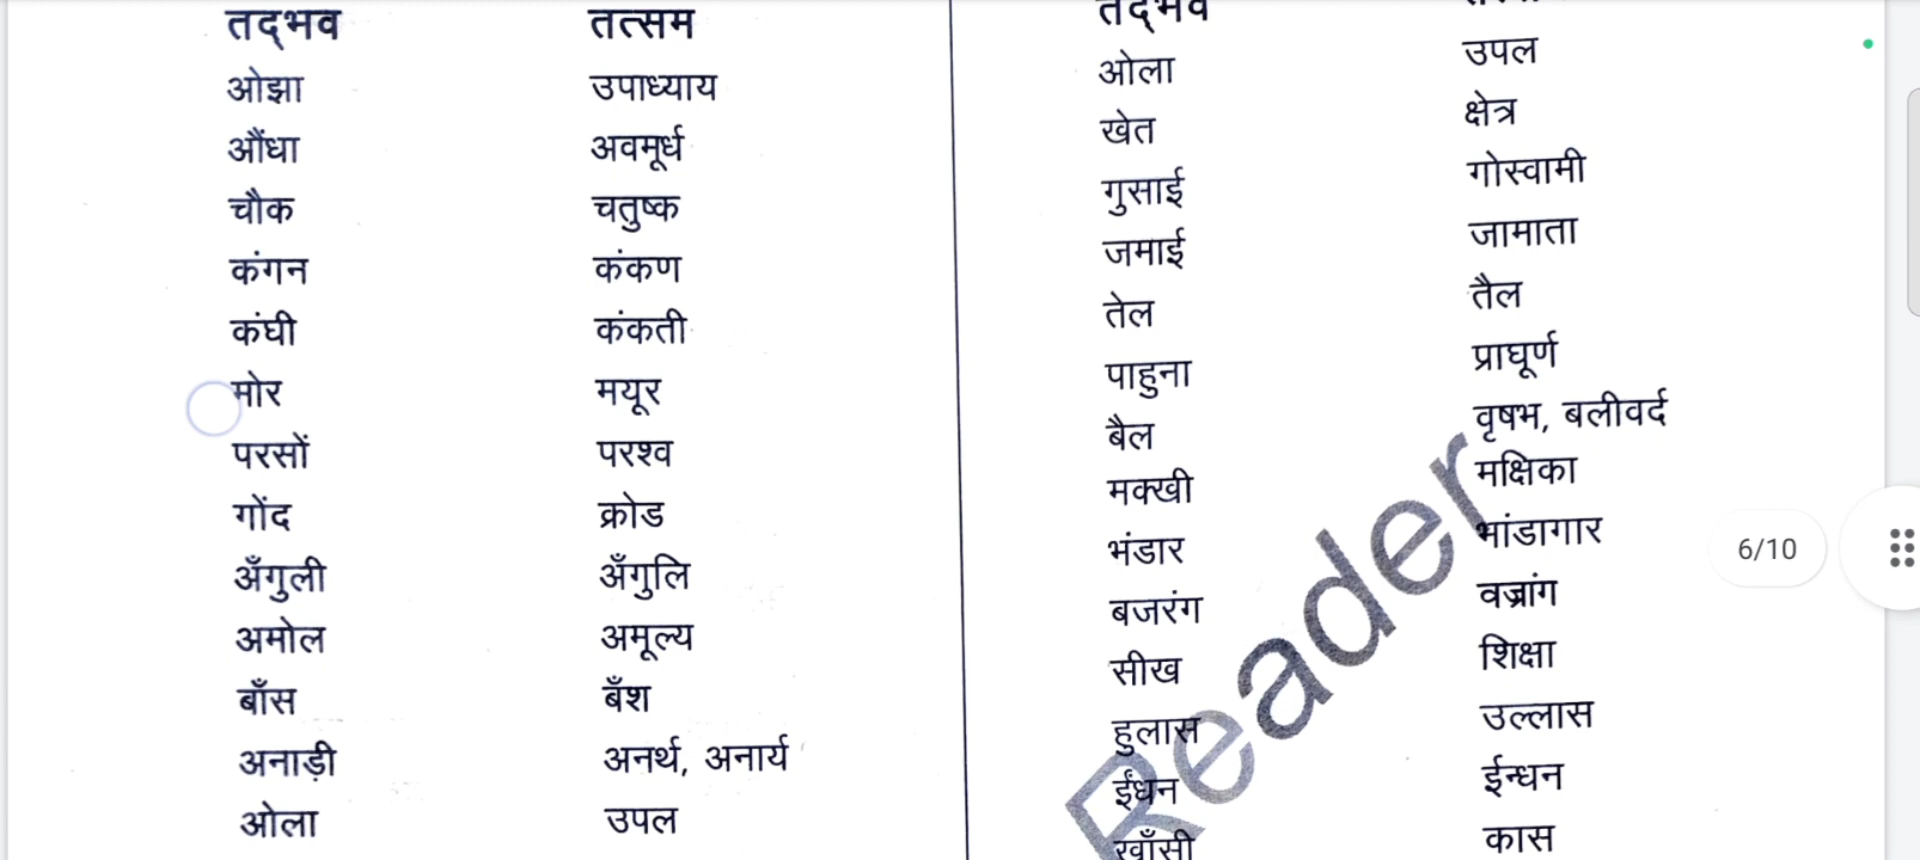 तद्भव तत्सम
ओझा उपाध्याय
औंधा अवमूर्ध
चौक चतुष्क
कंगन कंकण
कंघी कंकती
मोर मयूर
परसों परश्व
गोंद क्रोड
अँगुली अँगुलि
अमोल अमूल्य
बाँस बँश
अनाड़ी अनर्थ, अनार्य
ओला उपल
तद्भव
ओला उपल
खेत क्षेत्र
गुसाई गोस्वामी
जमाई जामाता
तेल तैल
पाहुना प्राघूर्ण
बैल वृषभ, बलीवर्द
मक्खी मक्षिका
भंडार भांडागार
बजरंग वज्रांग
सीख शिक्षा
हुलास उल्लास
ईंधन ईन्धन
खाँसी कास
Reader
6/10